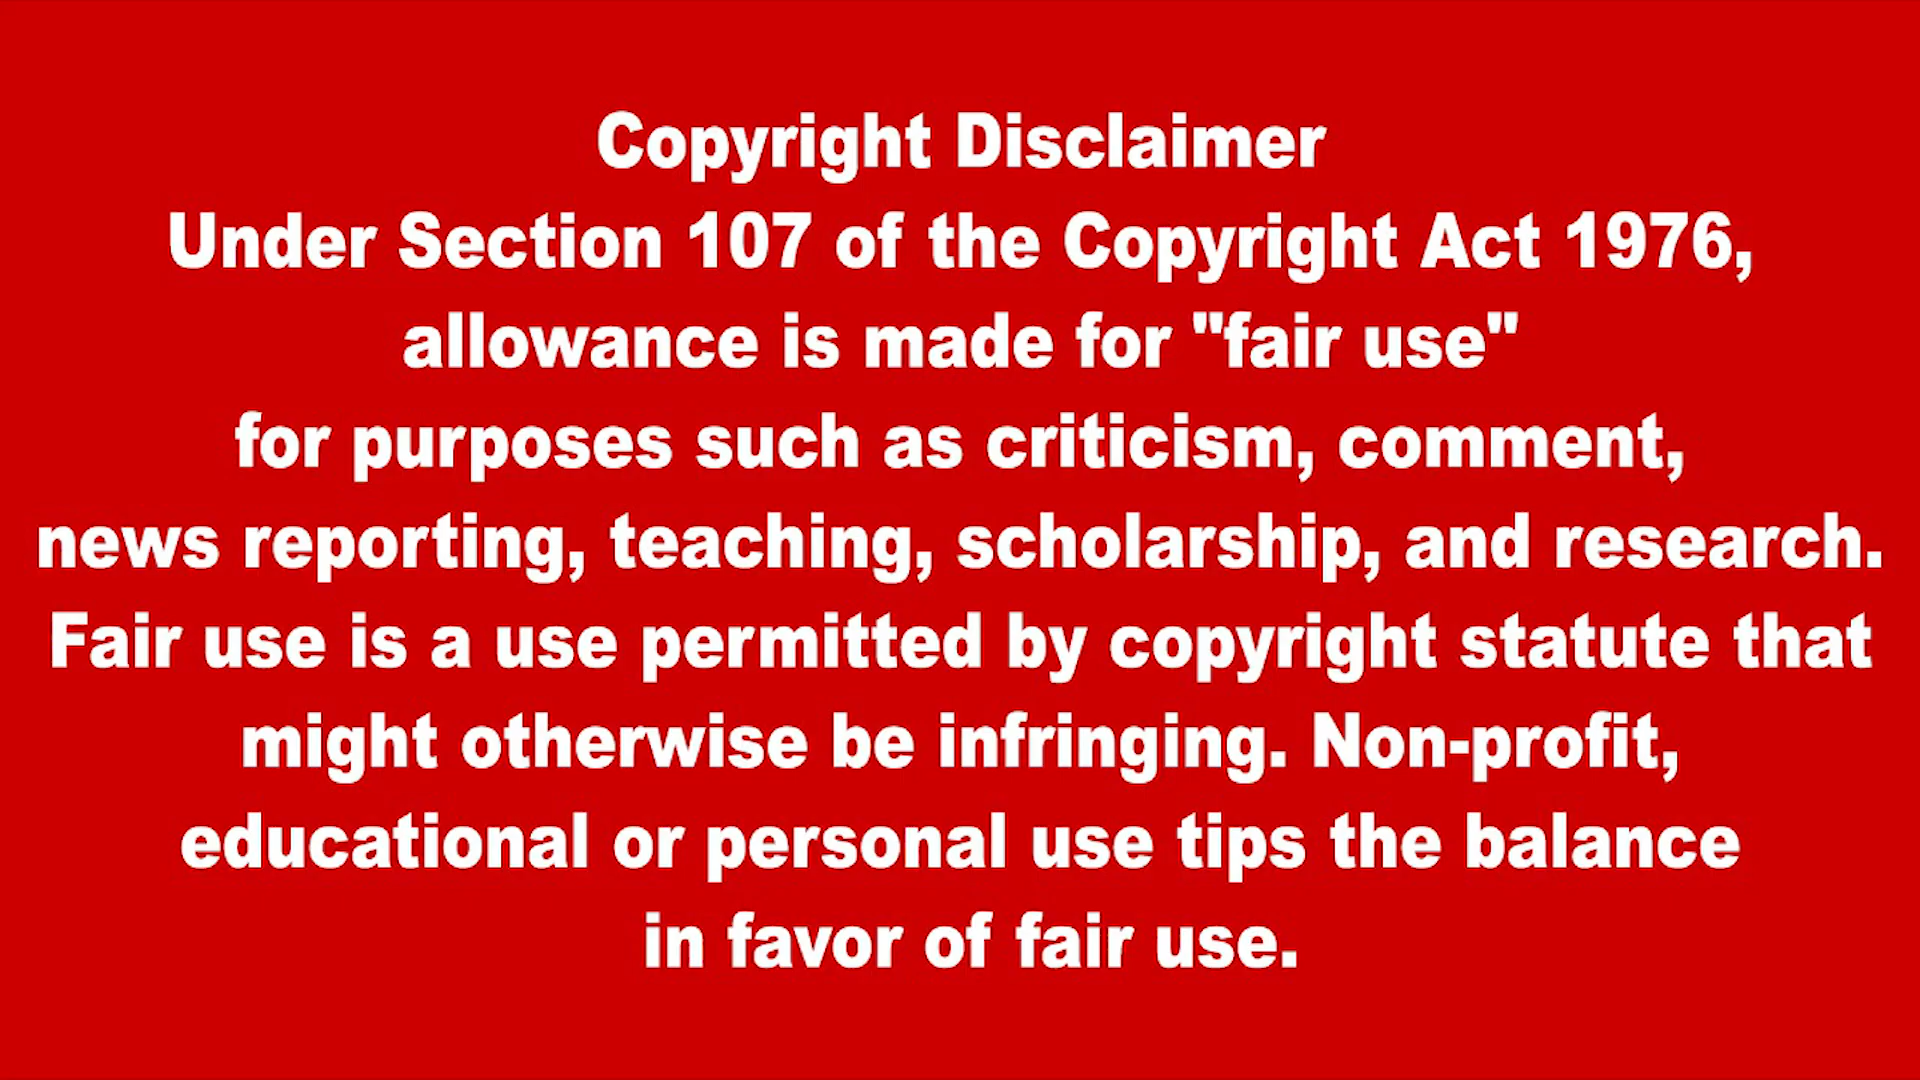 Copyright Disclaimer
Under Section 107 of the Copyright Act 1976,
allowance is made for "fair use"
for purposes such as criticism, comment,
news reporting, teaching, scholarship, and research.
Fair use is a use permitted by copyright statute that
might otherwise be infringing. Non-profit,
educational or personal use tips the balance
in favor of fair use.